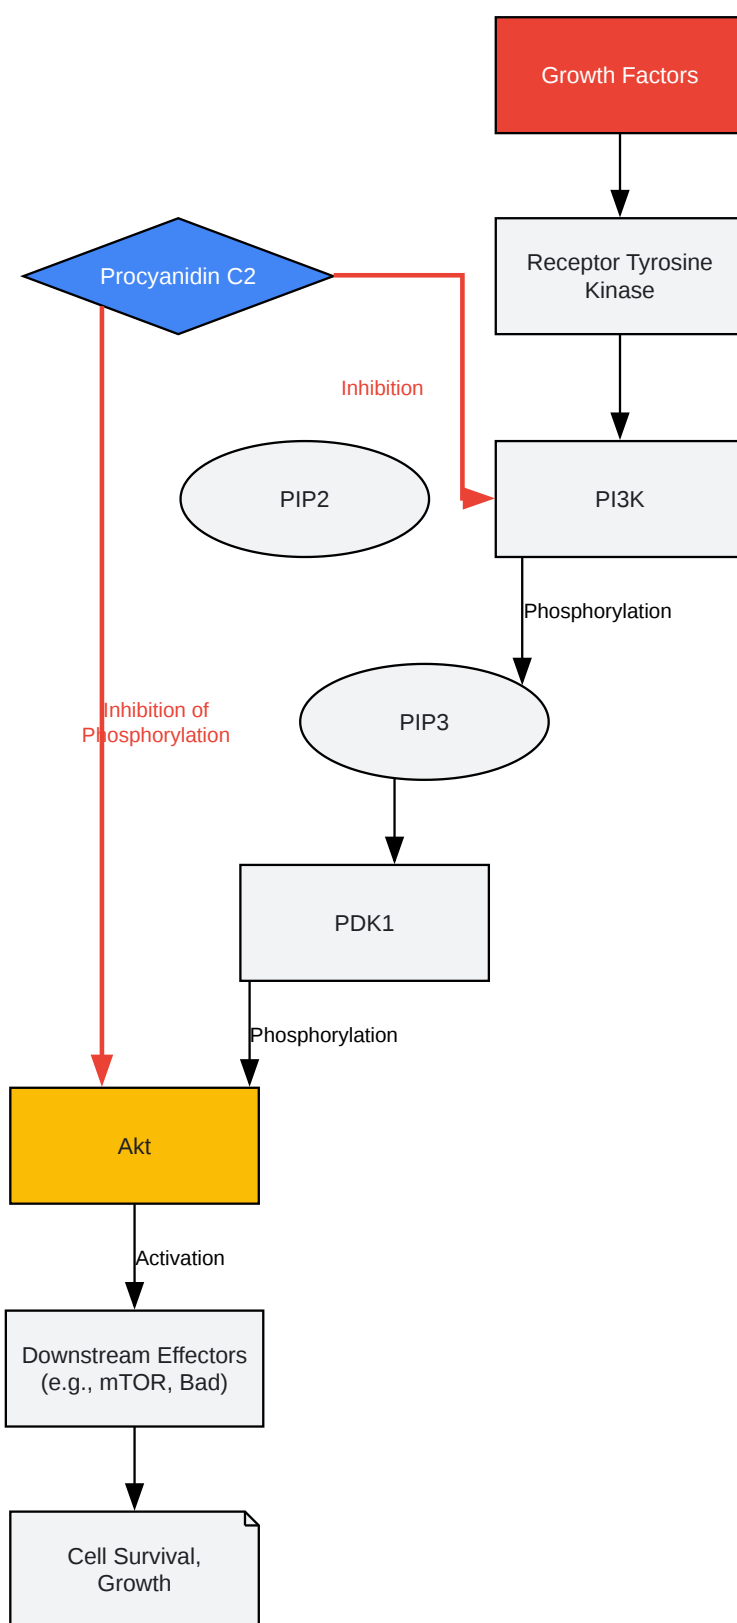 Growth Factors
Procyanidin C2
Receptor Tyrosine
Kinase
Inhibition
PIP2
PI3K
Phosphorylation
Inhibition of
Phosphorylation
PIP3
PDK1
Phosphorylation
Akt
Activation
Downstream Effectors
(e.g., mTOR, Bad)
Cell Survival,
Growth